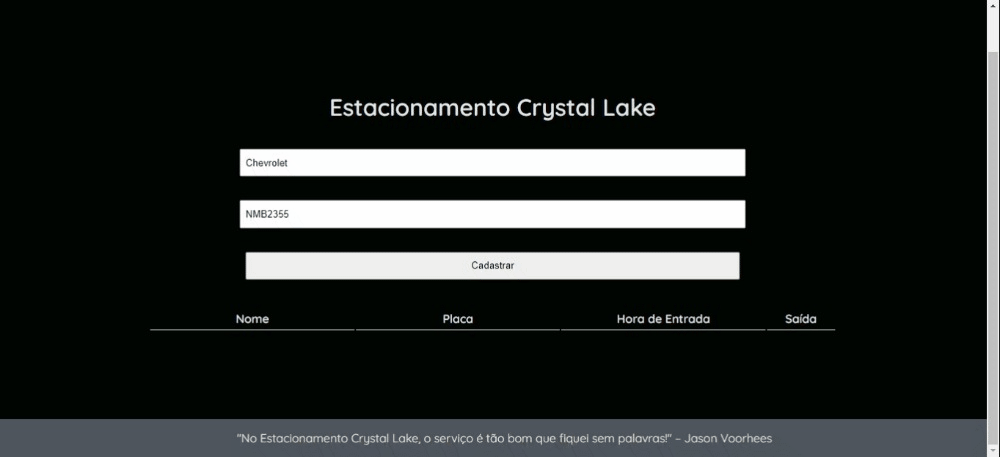 Estacionamento Crystal Lake
Chevrolet
NMB2355
Cadastrar
Nome Placa Hora de Entrada Saída
"No Estacionamento Crystal Lake, o serviço é tão bom que fiquei sem palavras!" – Jason Voorhees